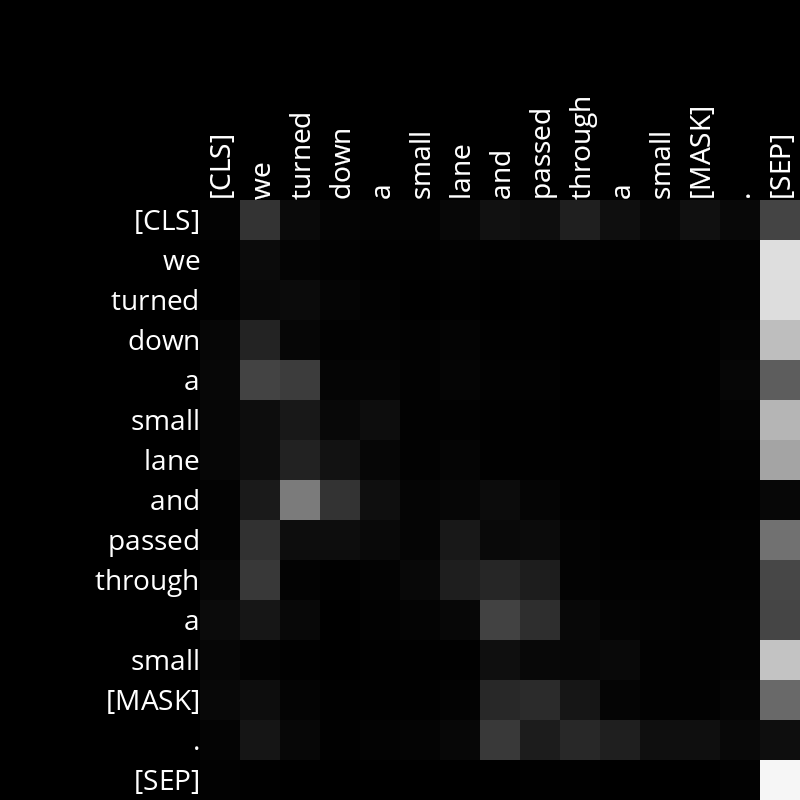 [CLS] we turned down a small lane and passed through a small [MASK] . [SEP]
[CLS]
we
turned
down
a
small
lane
and
passed
through
a
small
[MASK]
.
[SEP]